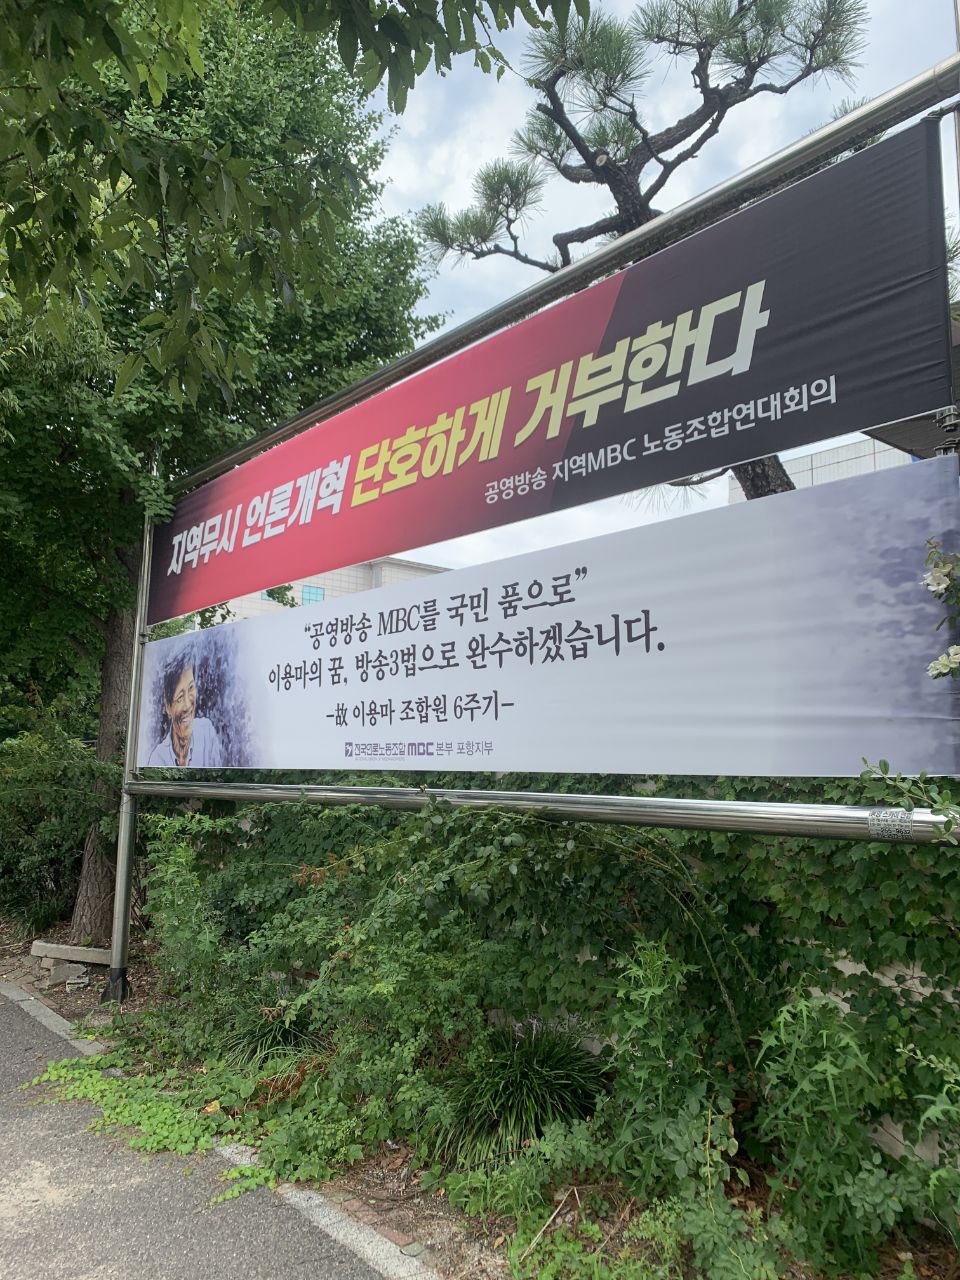 지역무시 언론개혁 단호하게 거부한다
공영방송 지역MBC 노동조합연대회의
“공영방송 MBC를 국민 품으로”
이용마의 꿈, 방송3법으로 완수하겠습니다.
-故 이용마 조합원 6주기-
전국언론노동조합 mbc 본부 포항지부